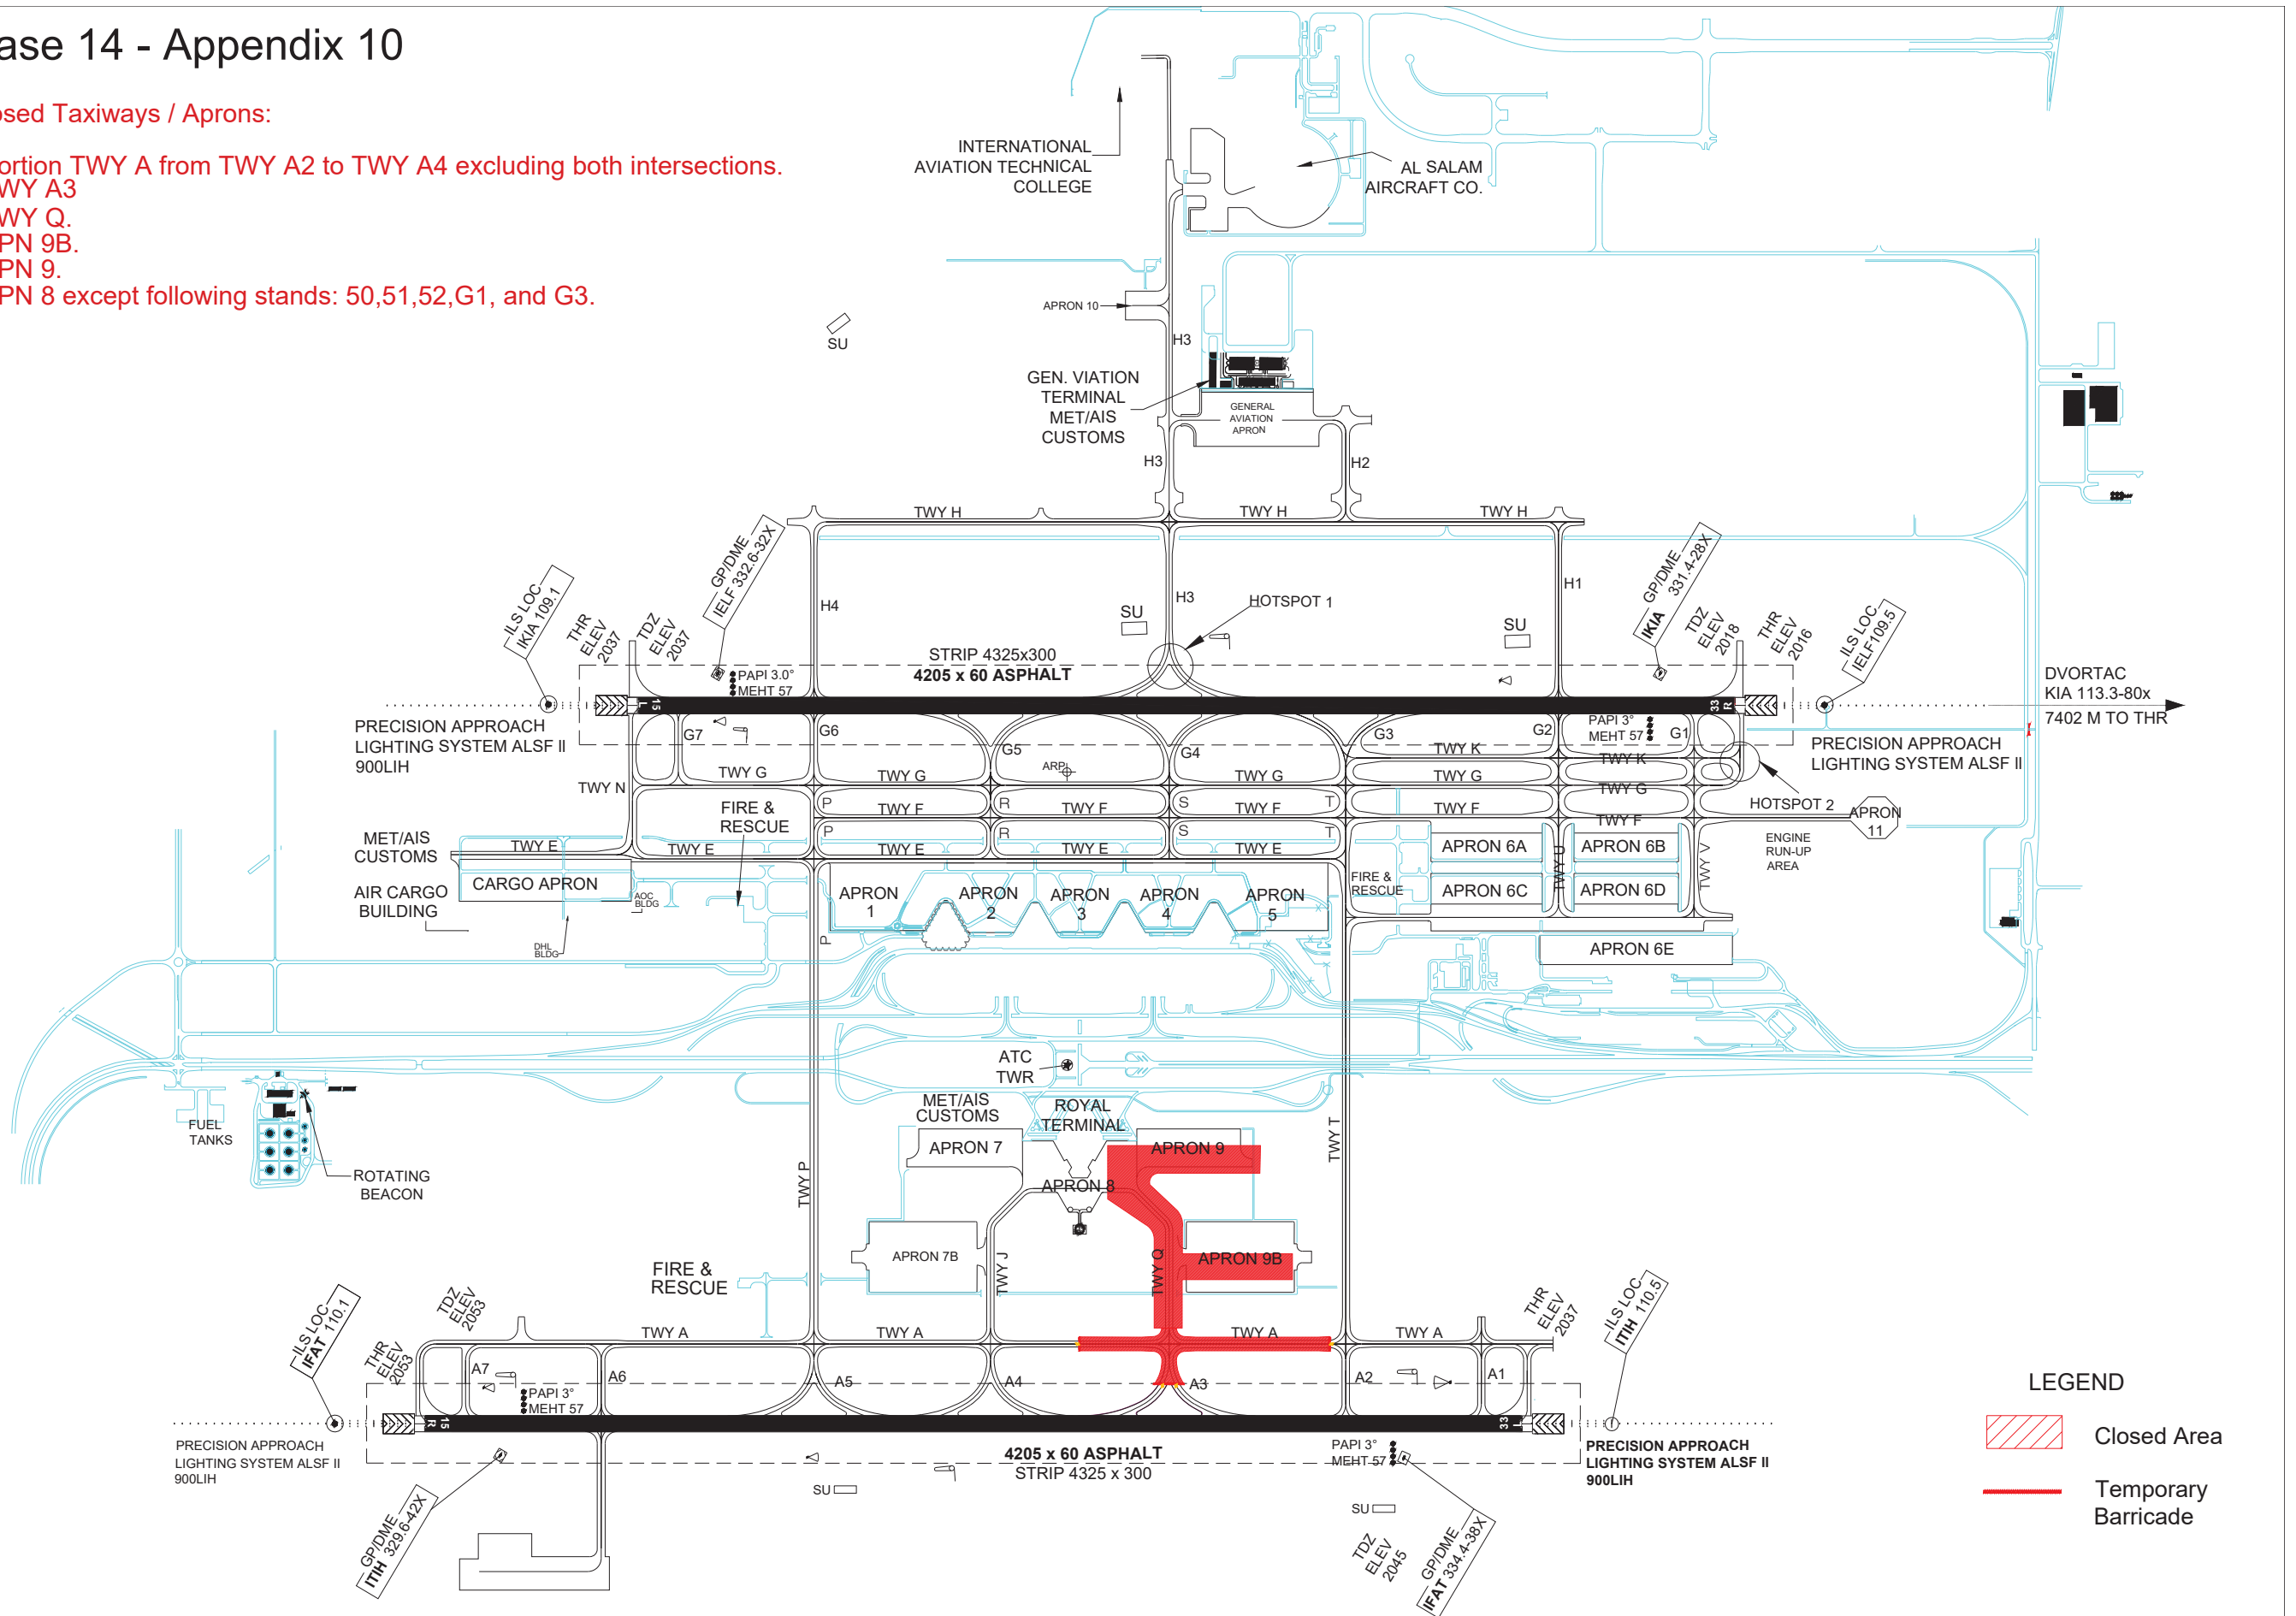 ase 14 - Appendix 10
osed Taxiways / Aprons:
ortion TWY A from TWY A2 to TWY A4 excluding both intersections.
WY A3
WY Q.
PN 9B.
PN 9.
PN 8 except following stands: 50,51,52,G1, and G3.
INTERNATIONAL
AVIATION TECHNICAL
COLLEGE
AL SALAM
AIRCRAFT CO.
APRON 10
SU
H3
GEN. VIATION
TERMINAL
MET/AIS
CUSTOMS
GENERAL
AVIATION
APRON
H3
H2
TWY H
TWY H
TWY H
GP/DME
IELF 332.6-32X
GP/DME
IKIA 331.4-28X
ILS LOC
IKIA 109.1
THR
ELEV
2037
TDZ
ELEV
2037
H4
H3
HOTSPOT 1
H1
SU
SU
TDZ
ELEV
2018
THR
ELEV
2016
ILS LOC
IELF109.5
STRIP 4325x300
4205 x 60 ASPHALT
PAPI 3.0°
MEHT 57
DVORTAC
KIA 113.3-80x
7402 M TO THR
15
L
33
R
PRECISION APPROACH
LIGHTING SYSTEM ALSF II
900LIH
G7
G6
G5
G4
G3
G2
PAPI 3°
MEHT 57
G1
PRECISION APPROACH
LIGHTING SYSTEM ALSF II
TWY K
TWY K
ARP
TWY N
TWY G
TWY G
TWY G
TWY G
TWY G
HOTSPOT 2
FIRE &
RESCUE
P
TWY F
R
TWY F
S
TWY F
T
TWY F
TWY F
APRON
11
P
R
S
T
ENGINE
RUN-UP
AREA
MET/AIS
CUSTOMS
TWY E
TWY E
TWY E
TWY E
TWY E
APRON 6A
TWY U
APRON 6B
TWY V
CARGO APRON
AIR CARGO
BUILDING
AOC
BLDG
DHL
BLDG
APRON
1
APRON
2
APRON
3
APRON
4
APRON
5
FIRE &
RESCUE
APRON 6C
APRON 6D
P
APRON 6E
ATC
TWR
MET/AIS
CUSTOMS
ROYAL
TERMINAL
FUEL
TANKS
ROTATING
BEACON
TWY P
APRON 7
APRON 8
APRON 9
TWY T
APRON 7B
TWY J
TWY Q
APRON 9B
FIRE &
RESCUE
ILS LOC
IFAT 110.1
TDZ
ELEV
2053
THR
ELEV
2053
TWY A
TWY A
TWY A
TWY A
THR
ELEV
2037
ILS LOC
ITIH 110.5
A7
A6
A5
A4
A3
A2
A1
PAPI 3°
MEHT 57
15
R
33
L
PRECISION APPROACH
LIGHTING SYSTEM ALSF II
900LIH
4205 x 60 ASPHALT
STRIP 4325 x 300
PAPI 3°
MEHT 57
PRECISION APPROACH
LIGHTING SYSTEM ALSF II
900LIH
SU
SU
GP/DME
ITIH 329.6-42X
TDZ
ELEV
2045
GP/DME
IFAT 334.4-38X
LEGEND
Closed Area
Temporary
Barricade